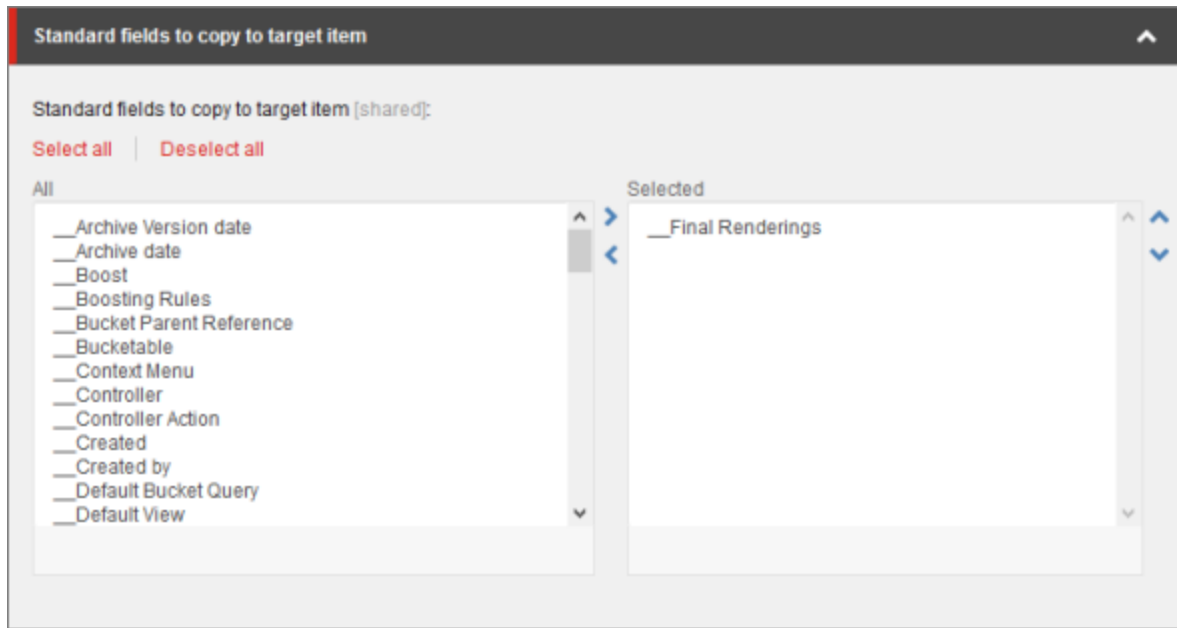 Standard fields to copy to target item
Standard fields to copy to target item [shared]:
Select all
Deselect all
All
__Archive Version date
__Archive date
__Boost
__Boosting Rules
__Bucket Parent Reference
__Bucketable
__Context Menu
__Controller
__Controller Action
__Created
__Created by
__Default Bucket Query
__Default View
Selected
__Final Renderings